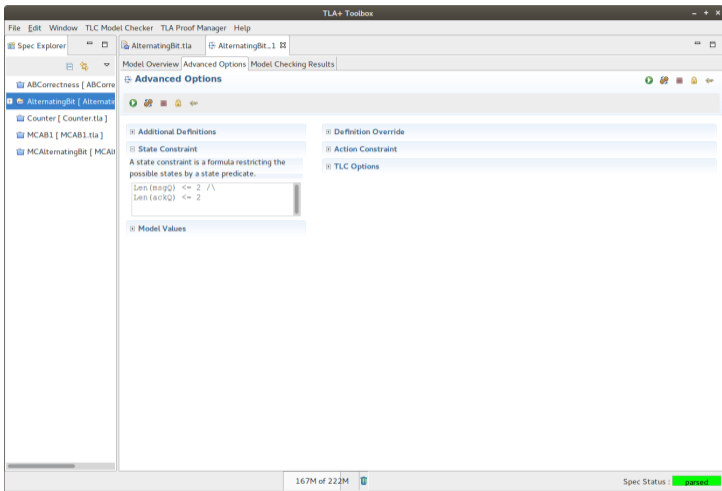 TLA+ Toolbox
File Edit Window TLC Model Checker TLA Proof Manager Help
Spec Explorer
AlternatingBit.tla
AlternatingBit_1
Model Overview Advanced Options Model Checking Results
Advanced Options
ABCorrectness [ ABCorre
AlternatingBit [ Alternatin
Counter [ Counter.tla ]
MCAB1 [ MCAB1.tla ]
MCAlternatingBit [ MCAlt
Additional Definitions
State Constraint
A state constraint is a formula restricting the
possible states by a state predicate.
Len(msgQ) <= 2 /\
Len(ackQ) <= 2
Model Values
Definition Override
Action Constraint
TLC Options
167M of 222M
Spec Status : parsed